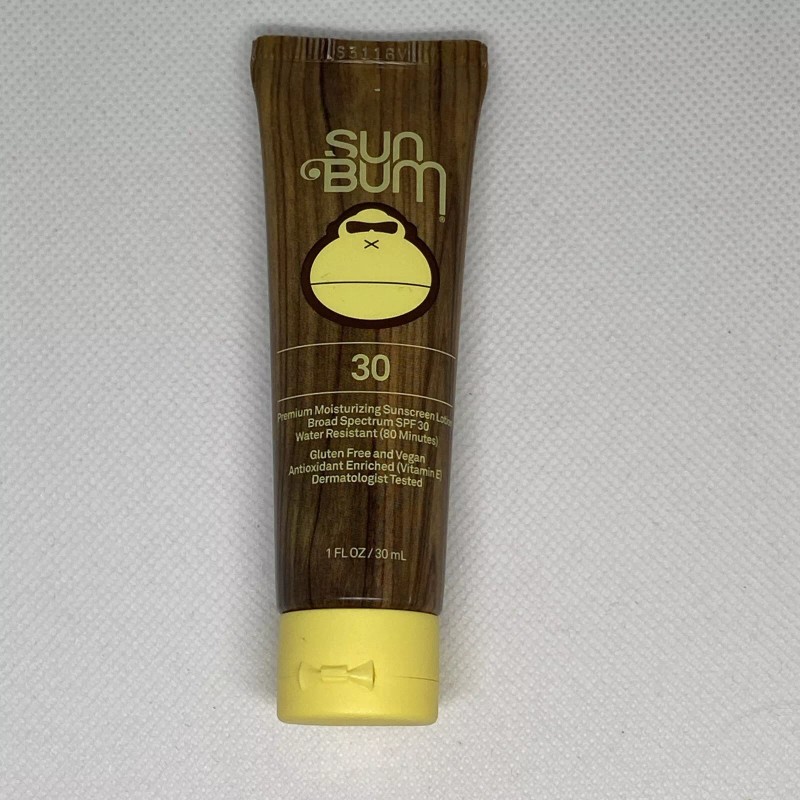 S3116V
SUN
BUM®
30
Premium Moisturizing Sunscreen Lotion
Broad Spectrum SPF 30
Water Resistant (80 Minutes)
Gluten Free and Vegan
Antioxidant Enriched (Vitamin E)
Dermatologist Tested
1 FL OZ / 30 mL